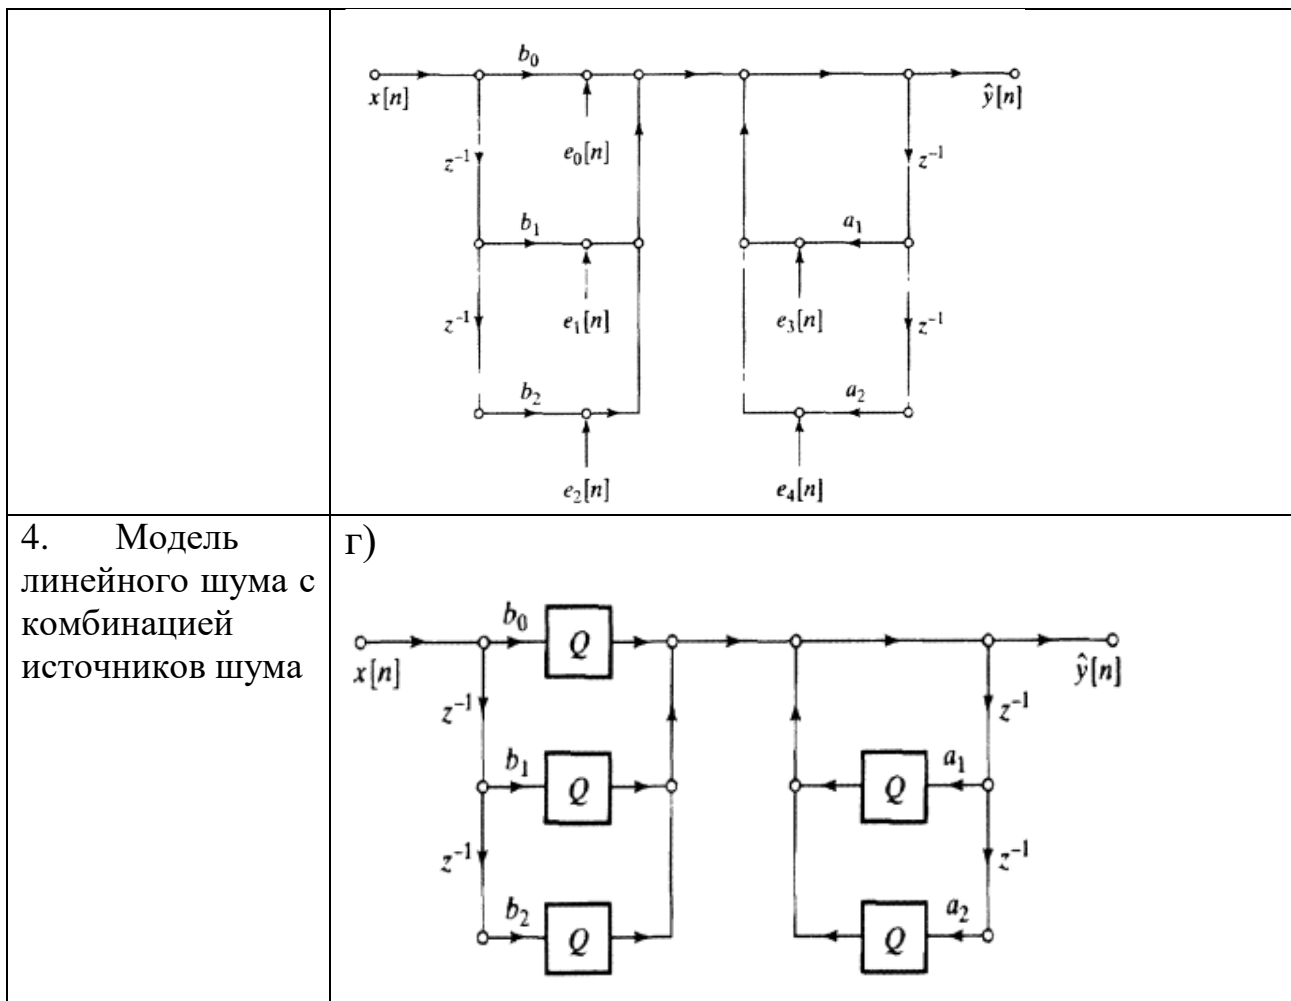 b₀
x[n]
ŷ[n]
z⁻¹
e₀[n]
z⁻¹
b₁
a₁
z⁻¹
e₁[n]
e₃[n]
z⁻¹
b₂
a₂
e₂[n]
e₄[n]
4. Модель
линейного шума с
комбинацией
источников шума
г)
b₀
Q
x[n]
ŷ[n]
z⁻¹
z⁻¹
b₁
Q
Q
a₁
z⁻¹
z⁻¹
b₂
Q
Q
a₂